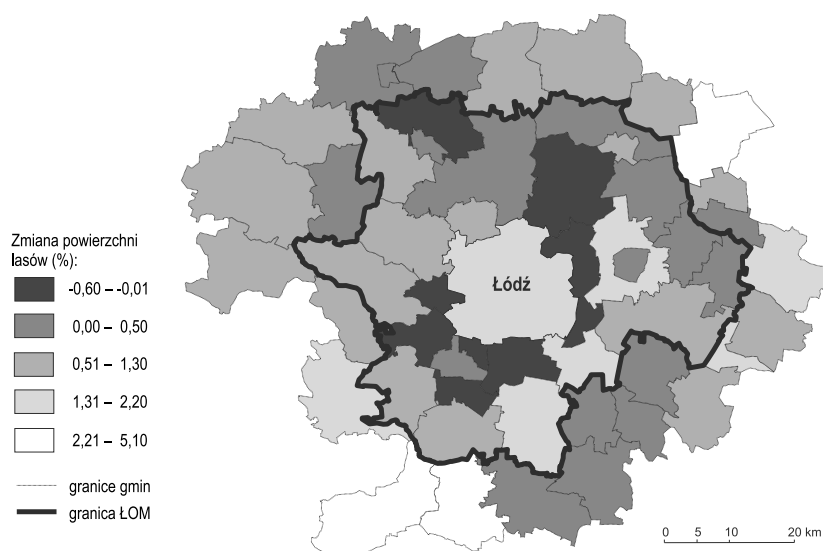 Łódź
Zmiana powierzchni
lasów (%):
-0,60 – -0,01
0,00 – 0,50
0,51 – 1,30
1,31 – 2,20
2,21 – 5,10
granice gmin
granica ŁOM
0 5 10 20 km